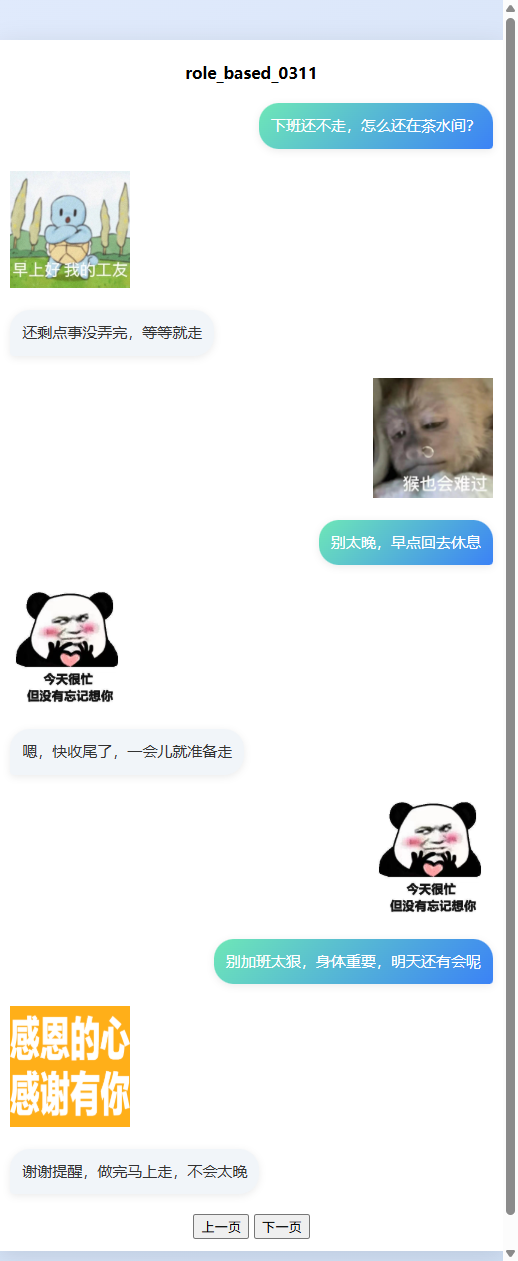 role_based_0311
下班还不走，怎么还在茶水间？
早上好 我的工友
还剩点事没弄完，等等就走
猴也会难过
别太晚，早点回去休息
今天很忙
但没有忘记想你
嗯，快收尾了，一会儿就准备走
今天很忙
但没有忘记想你
别加班太狠，身体重要，明天还有会呢
感恩的心
感谢有你
谢谢提醒，做完马上走，不会太晚
上一页 下一页